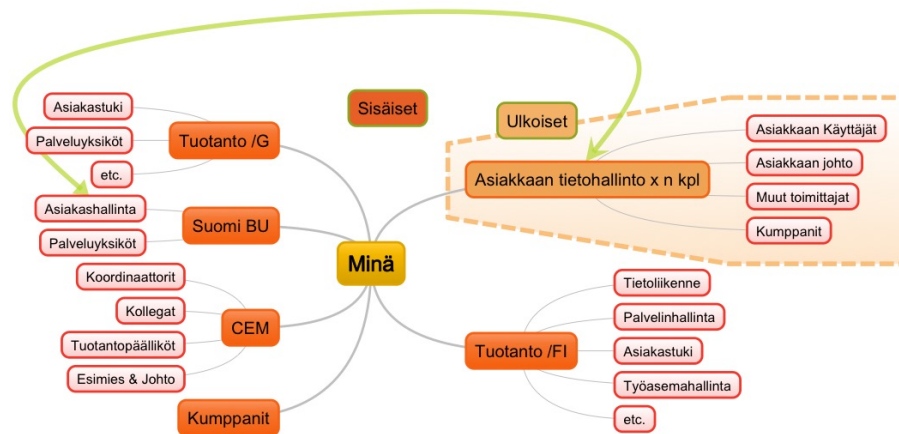 Sisäiset
Ulkoiset
Minä
Tuotanto /G
Asiakastuki
Palveluyksiköt
etc.
Suomi BU
Asiakashallinta
Palveluyksiköt
CEM
Koordinaattorit
Kollegat
Tuotantopäälliköt
Esimies & Johto
Kumppanit
Asiakkaan tietohallinto x n kpl
Asiakkaan Käyttäjät
Asiakkaan johto
Muut toimittajat
Kumppanit
Tuotanto /FI
Tietoliikenne
Palvelinhallinta
Asiakastuki
Työasemahallinta
etc.